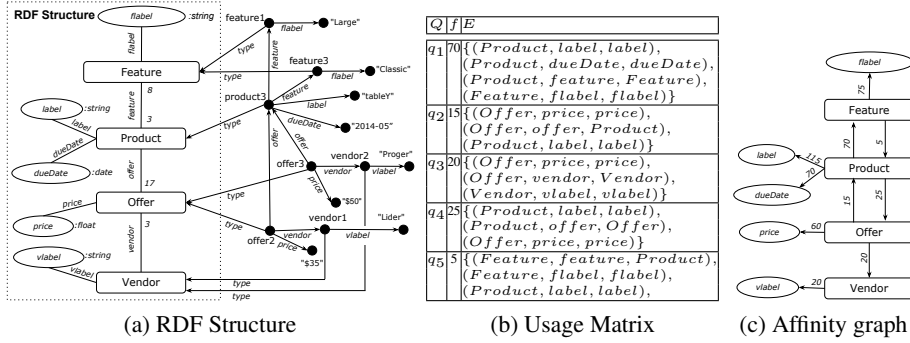 RDF Structure
flabel
:string
flabel
Feature
8
feature
3
label
:string
label
Product
dueDate
dueDate
:date
17
offer
Offer
price
price
:float
3
vendor
vlabel
:string
vlabel
Vendor
feature1
flabel
"Large"
type
feature
feature3
type
flabel
"Classic"
product3
feature
label
"tableY"
type
dueDate
"2014-05"
offer
offer
offer3
vendor2
"Proger"
vendor
vlabel
type
price
"$60"
vendor1
"Lider"
type
offer2
vendor
vlabel
price
"$35"
type
type
(a) RDF Structure
Q f E
q1 70 {(Product, label, label),
(Product, dueDate, dueDate),
(Product, feature, Feature),
(Feature, flabel, flabel)}
q2 15 {(Offer, price, price),
(Offer, offer, Product),
(Product, label, label)}
q3 20 {(Offer, price, price),
(Offer, vendor, Vendor),
(Vendor, vlabel, vlabel)}
q4 25 {(Product, label, label),
(Product, offer, Offer),
(Offer, price, price)}
q5 5 {(Feature, feature, Product),
(Feature, flabel, flabel),
(Product, label, label),
(b) Usage Matrix
flabel
75
Feature
70
5
label
115
Product
70
dueDate
15
25
price
60
Offer
20
vlabel
20
Vendor
(c) Affinity graph